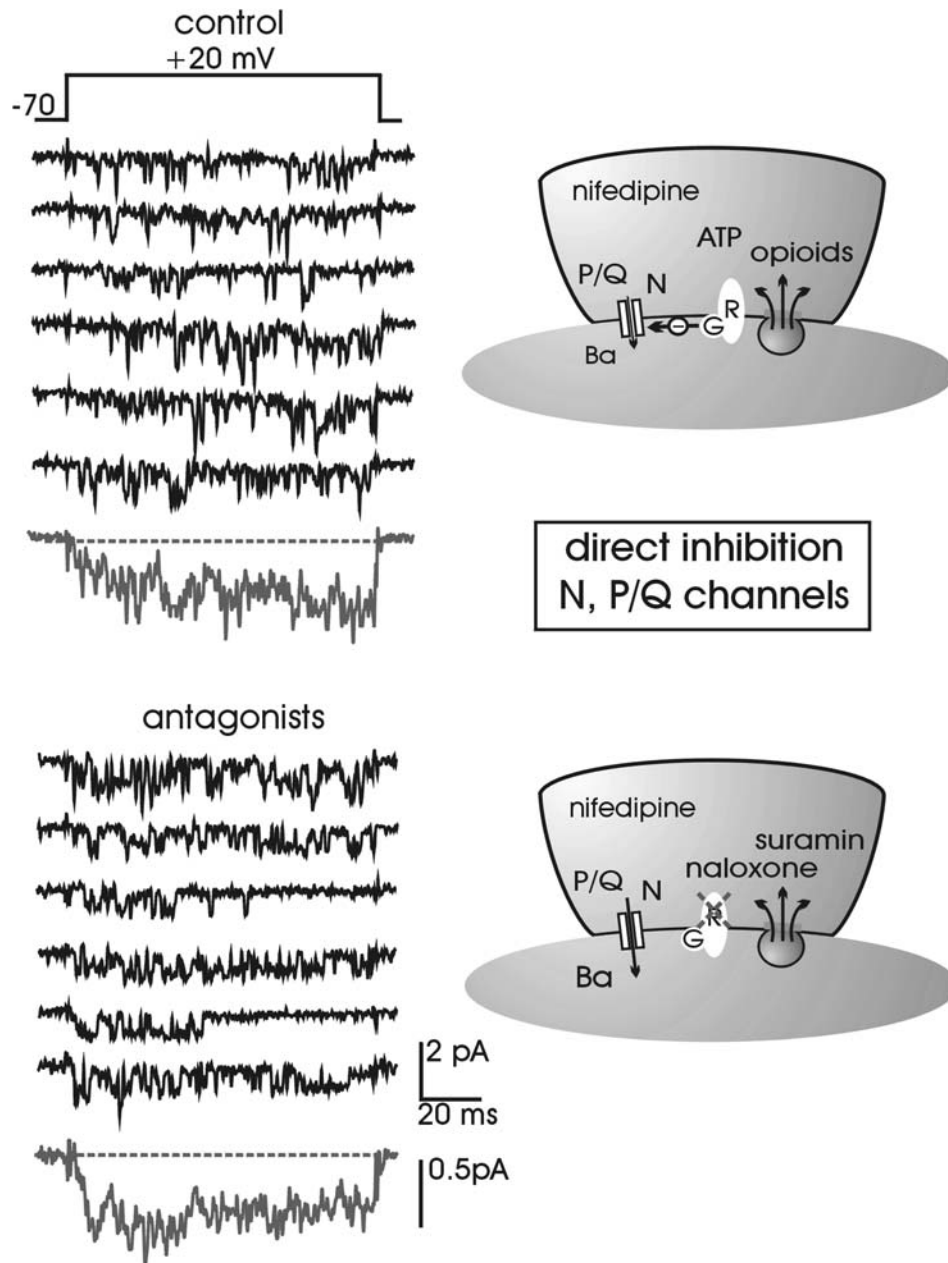 control
+20 mV
-70
nifedipine
ATP
opioids
P/Q
N
R
G
Ba
direct inhibition
N, P/Q channels
antagonists
nifedipine
suramin
naloxone
P/Q
N
R
G
Ba
2 pA
20 ms
0.5pA